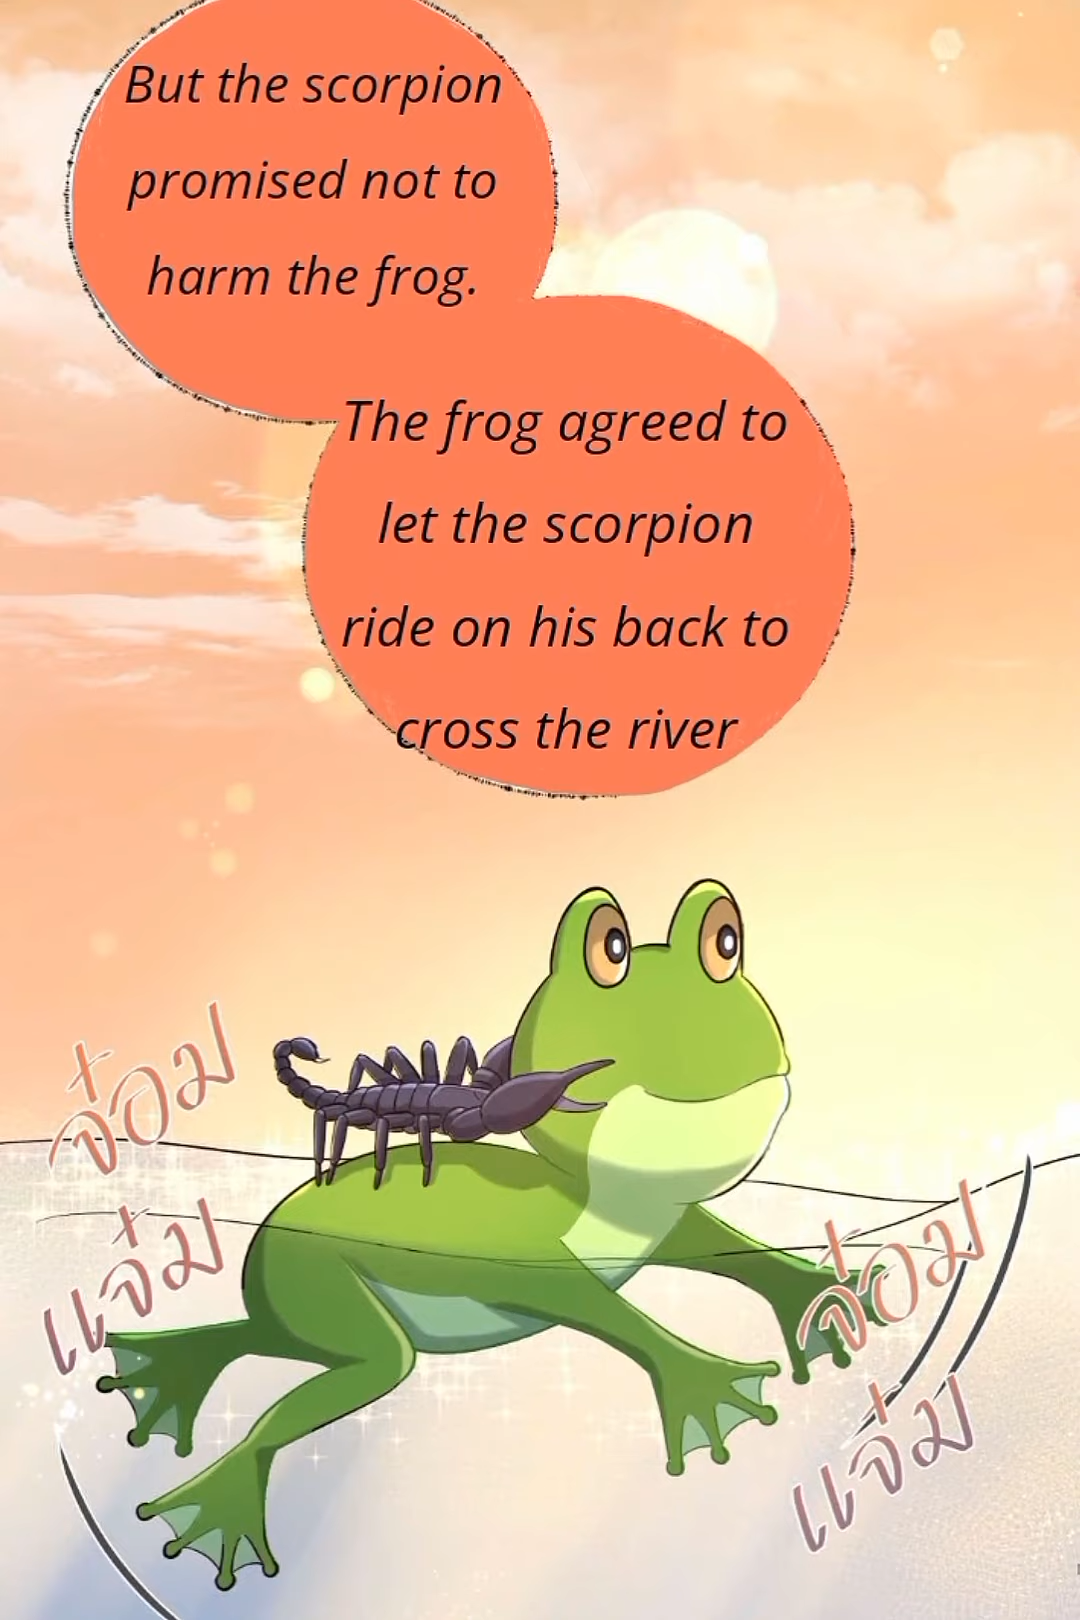 But the scorpion
promised not to
harm the frog.
The frog agreed to
let the scorpion
ride on his back to
cross the river
จ๋อม
แจ๋ม
จ๋อม
แจ๋ม